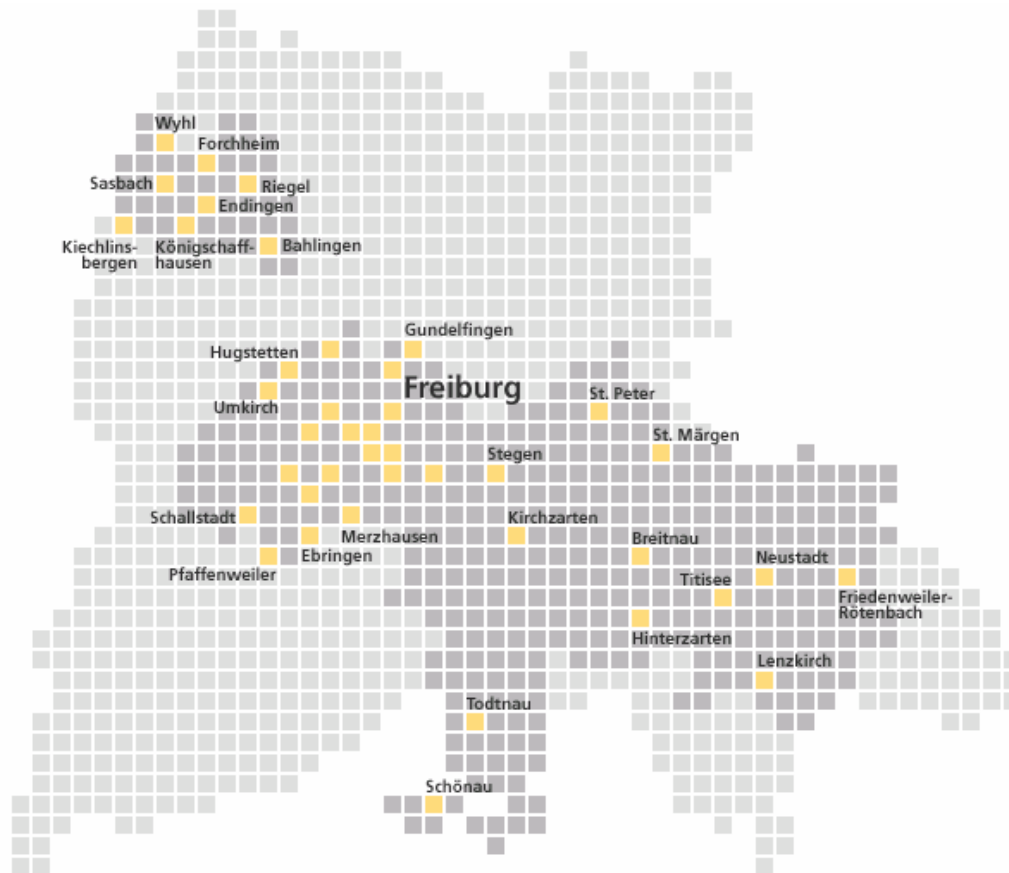 Wyhl
Forchheim
Sasbach
Riegel
Endingen
Kiechlins-
bergen
Königschaff-
hausen
Bahlingen
Gundelfingen
Hugstetten
Freiburg
Umkirch
St. Peter
St. Märgen
Stegen
Schallstadt
Kirchzarten
Merzhausen
Breitnau
Ebringen
Neustadt
Pfaffenweiler
Titisee
Friedenweiler-
Rötenbach
Hinterzarten
Lenzkirch
Todtnau
Schönau